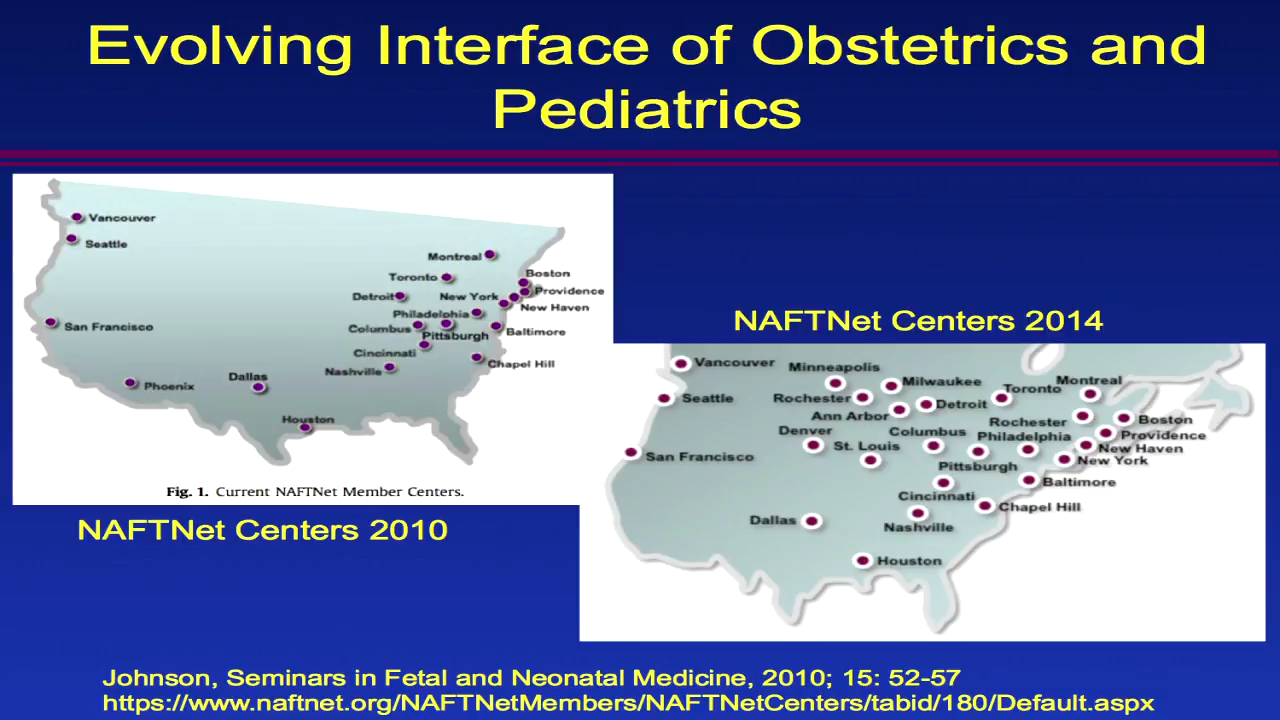 Evolving Interface of Obstetrics and
Pediatrics
Vancouver
Seattle
Montreal
Toronto
Boston
Detroit
New York
Providence
New Haven
Philadelphia
San Francisco
Columbus
Pittsburgh
Baltimore
Cincinnati
Chapel Hill
Nashville
Phoenix
Dallas
Houston
Fig. 1. Current NAFTNet Member Centers.
NAFTNet Centers 2010
NAFTNet Centers 2014
Vancouver
Minneapolis
Milwaukee
Toronto
Montreal
Seattle
Rochester
Detroit
Ann Arbor
Rochester
Boston
Denver
Columbus
Philadelphia
Providence
St. Louis
New Haven
San Francisco
Pittsburgh
New York
Baltimore
Cincinnati
Chapel Hill
Dallas
Nashville
Houston
Johnson, Seminars in Fetal and Neonatal Medicine, 2010; 15: 52-57
https://www.naftnet.org/NAFTNetMembers/NAFTNetCenters/tabid/180/Default.aspx